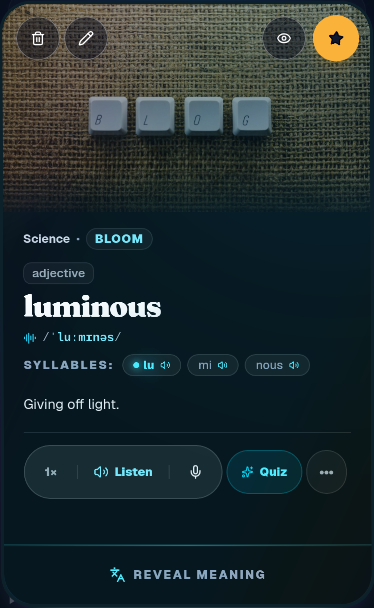 B L O G
Science • BLOOM
adjective
luminous
/ˈluːmɪnəs/
SYLLABLES: lu mi nous
Giving off light.
1× Listen Quiz
REVEAL MEANING